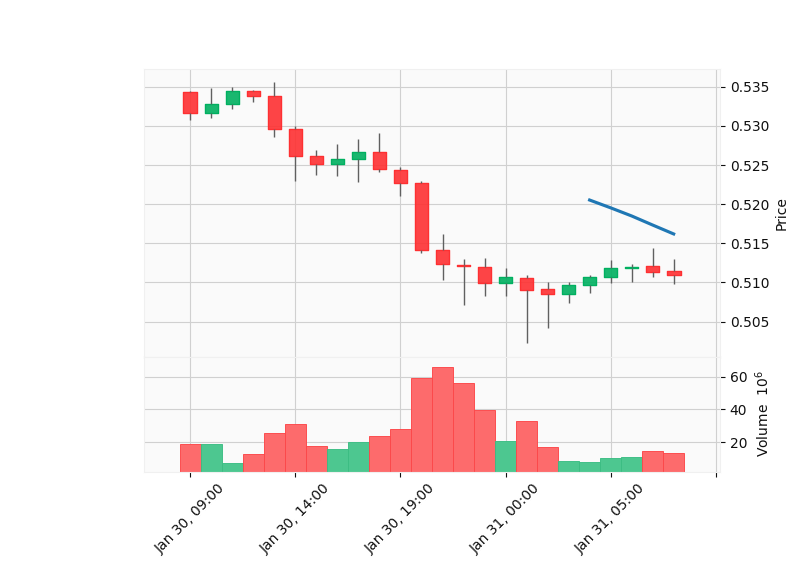 0.535
0.530
0.525
0.520
0.515
0.510
0.505
Price
60
40
20
Volume 10⁶
Jan 30, 09:00
Jan 30, 14:00
Jan 30, 19:00
Jan 31, 00:00
Jan 31, 05:00